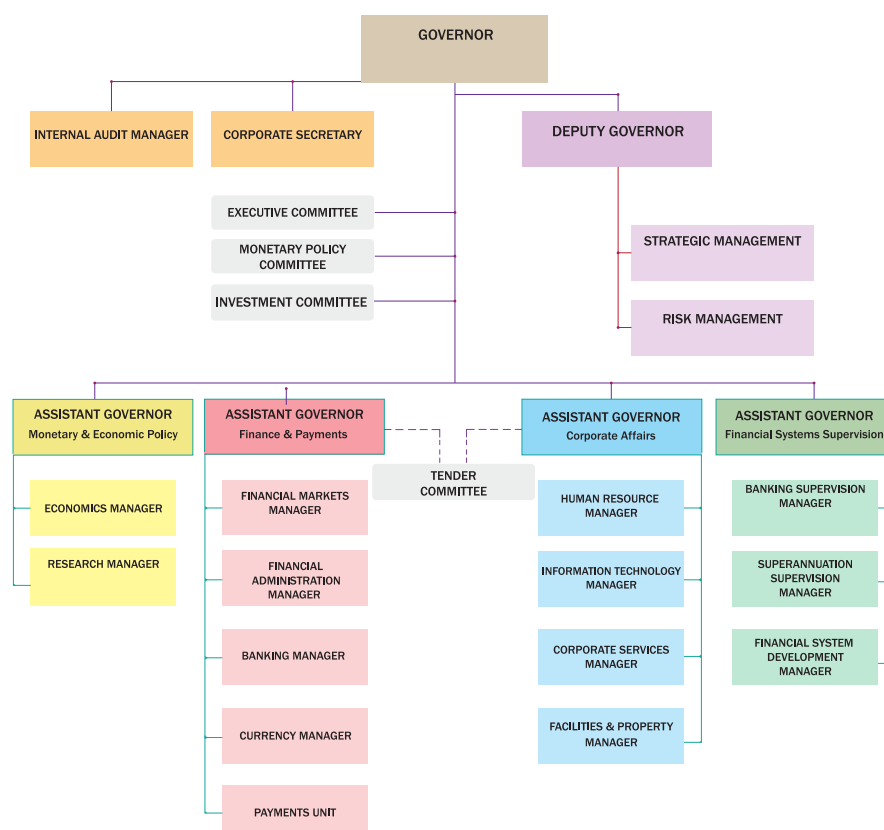 GOVERNOR
INTERNAL AUDIT MANAGER
CORPORATE SECRETARY
DEPUTY GOVERNOR
EXECUTIVE COMMITTEE
MONETARY POLICY
COMMITTEE
INVESTMENT COMMITTEE
STRATEGIC MANAGEMENT
RISK MANAGEMENT
ASSISTANT GOVERNOR
Monetary & Economic Policy
ASSISTANT GOVERNOR
Finance & Payments
ASSISTANT GOVERNOR
Corporate Affairs
ASSISTANT GOVERNOR
Financial Systems Supervision
TENDER
COMMITTEE
ECONOMICS MANAGER
RESEARCH MANAGER
FINANCIAL MARKETS
MANAGER
FINANCIAL
ADMINISTRATION
MANAGER
BANKING MANAGER
CURRENCY MANAGER
PAYMENTS UNIT
HUMAN RESOURCE
MANAGER
INFORMATION TECHNOLOGY
MANAGER
CORPORATE SERVICES
MANAGER
FACILITIES & PROPERTY
MANAGER
BANKING SUPERVISION
MANAGER
SUPERANNUATION
SUPERVISION
MANAGER
FINANCIAL SYSTEM
DEVELOPMENT
MANAGER